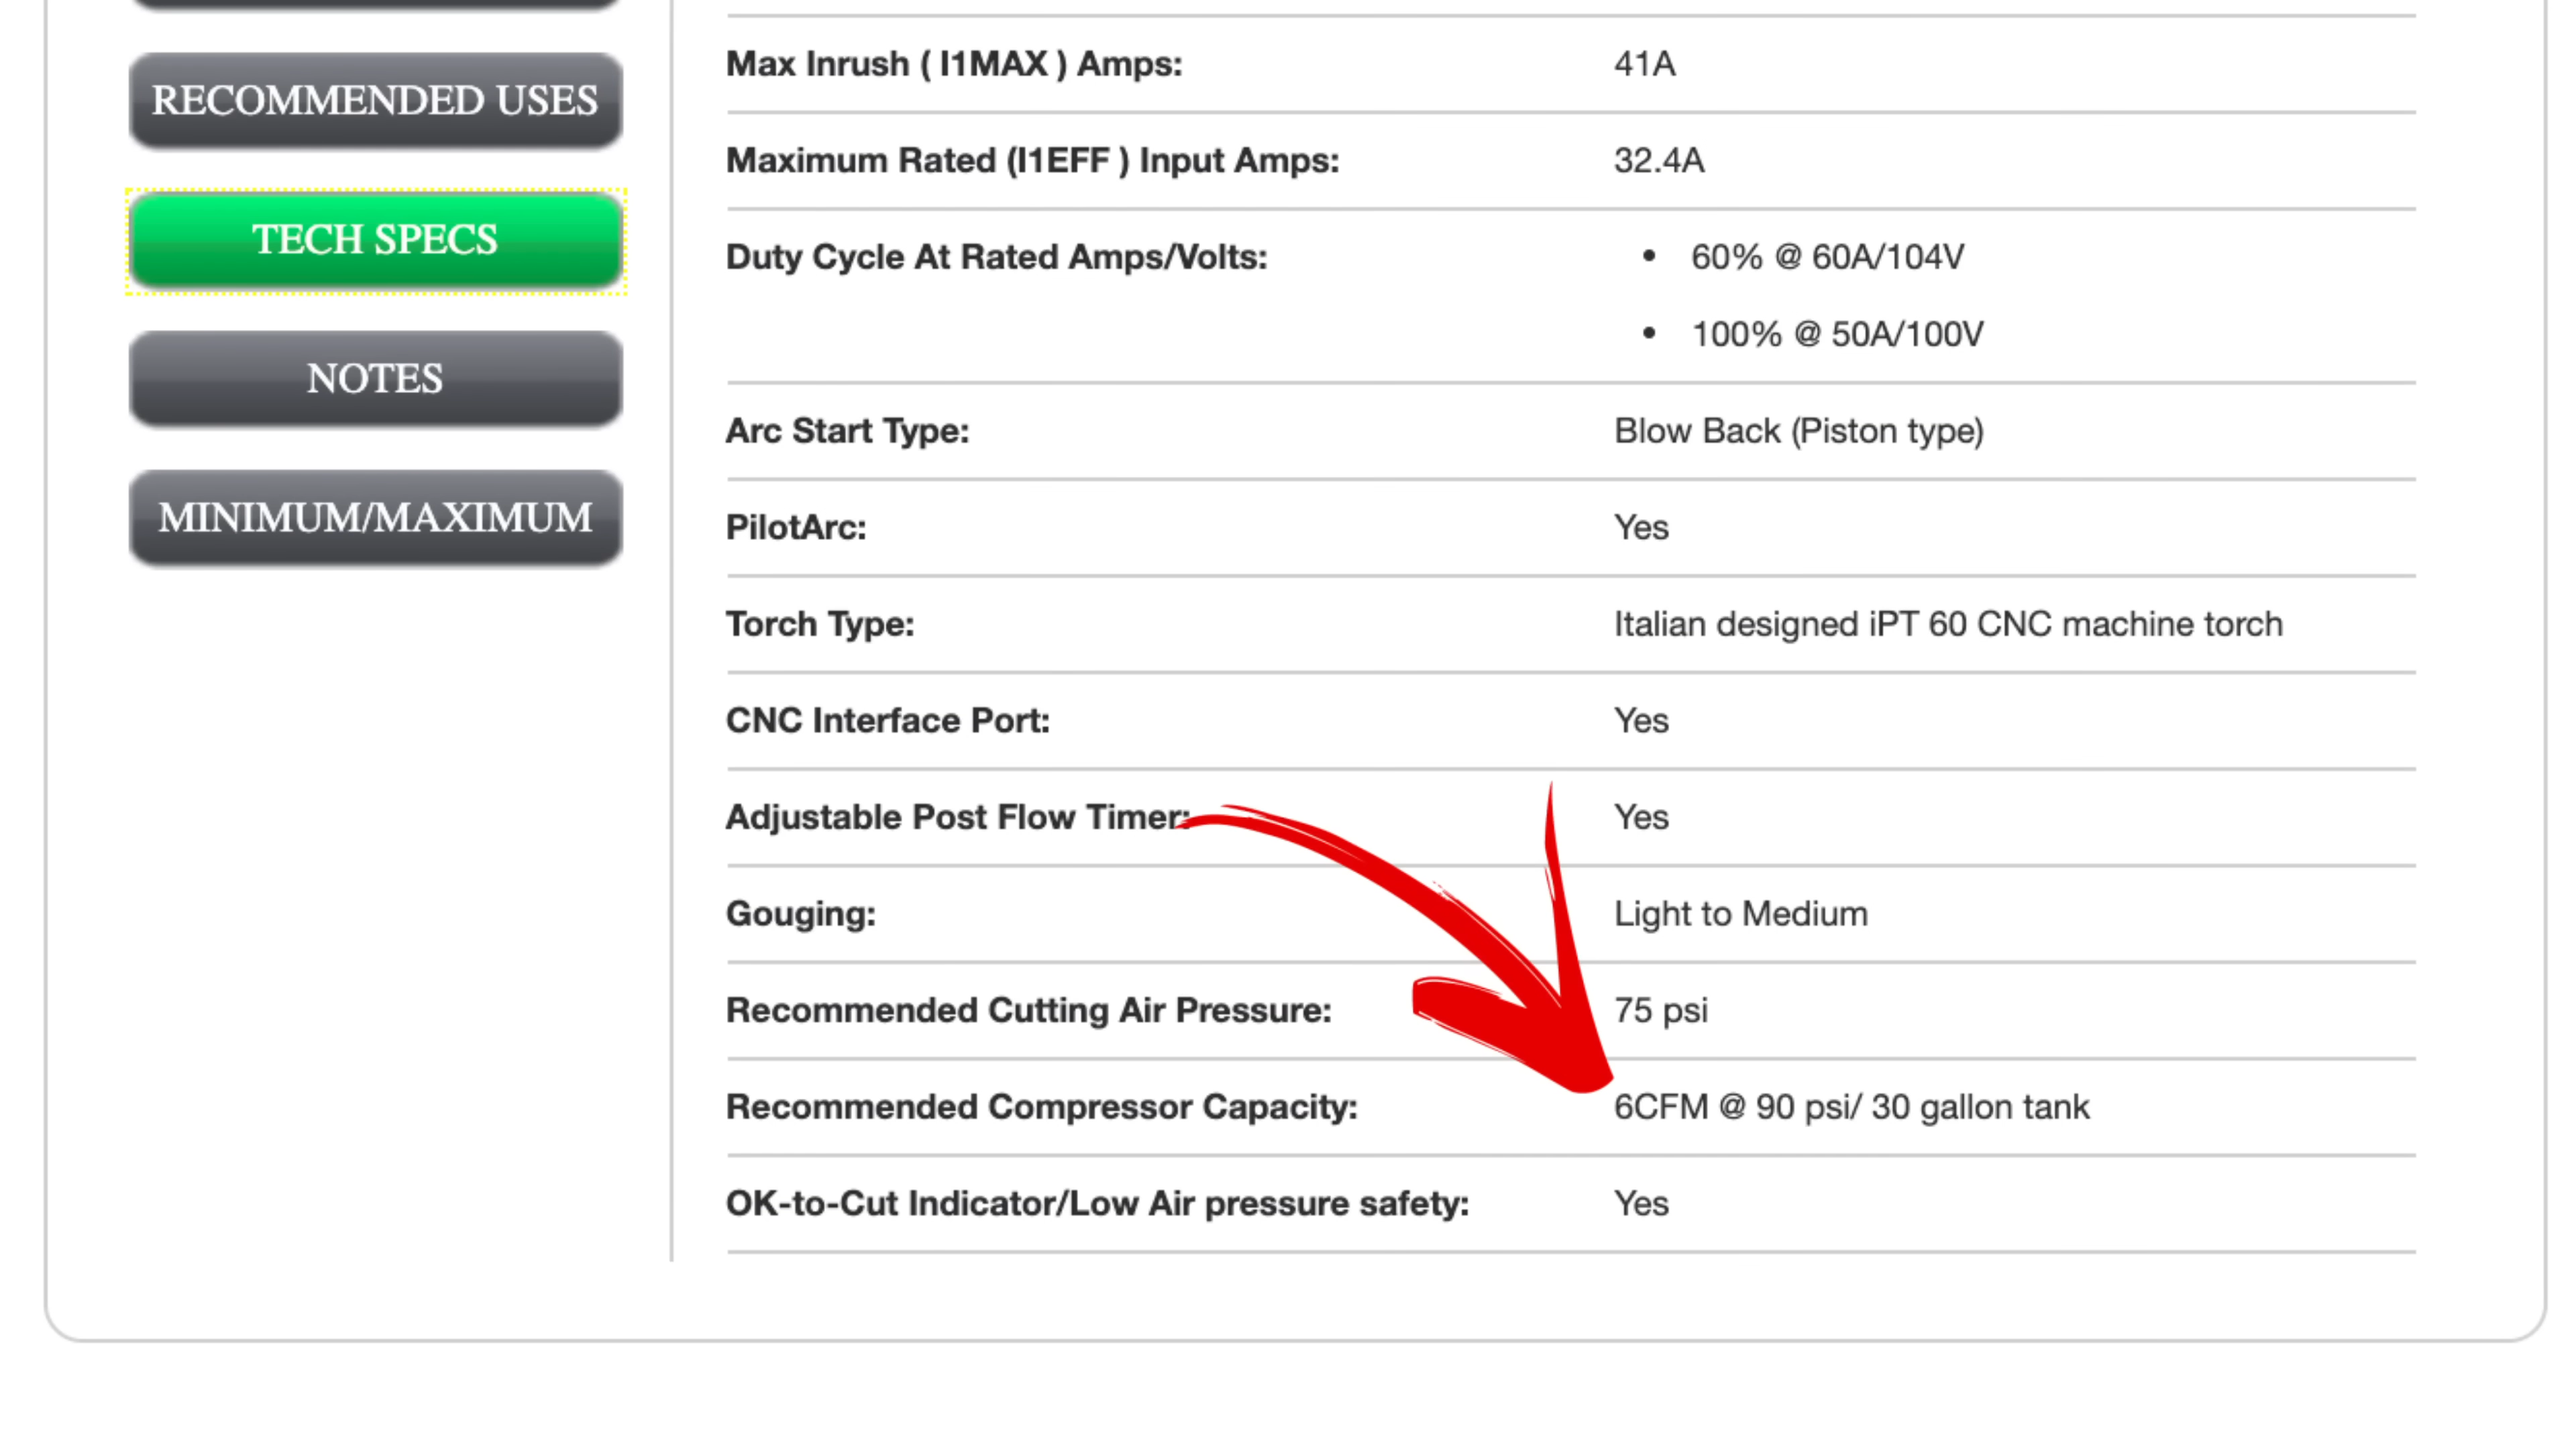 RECOMMENDED USES
TECH SPECS
NOTES
MINIMUM/MAXIMUM
Max Inrush ( I1MAX ) Amps: 41A
Maximum Rated (I1EFF ) Input Amps: 32.4A
Duty Cycle At Rated Amps/Volts: • 60% @ 60A/104V
• 100% @ 50A/100V
Arc Start Type: Blow Back (Piston type)
PilotArc: Yes
Torch Type: Italian designed iPT 60 CNC machine torch
CNC Interface Port: Yes
Adjustable Post Flow Timer: Yes
Gouging: Light to Medium
Recommended Cutting Air Pressure: 75 psi
Recommended Compressor Capacity: 6CFM @ 90 psi/ 30 gallon tank
OK-to-Cut Indicator/Low Air pressure safety: Yes